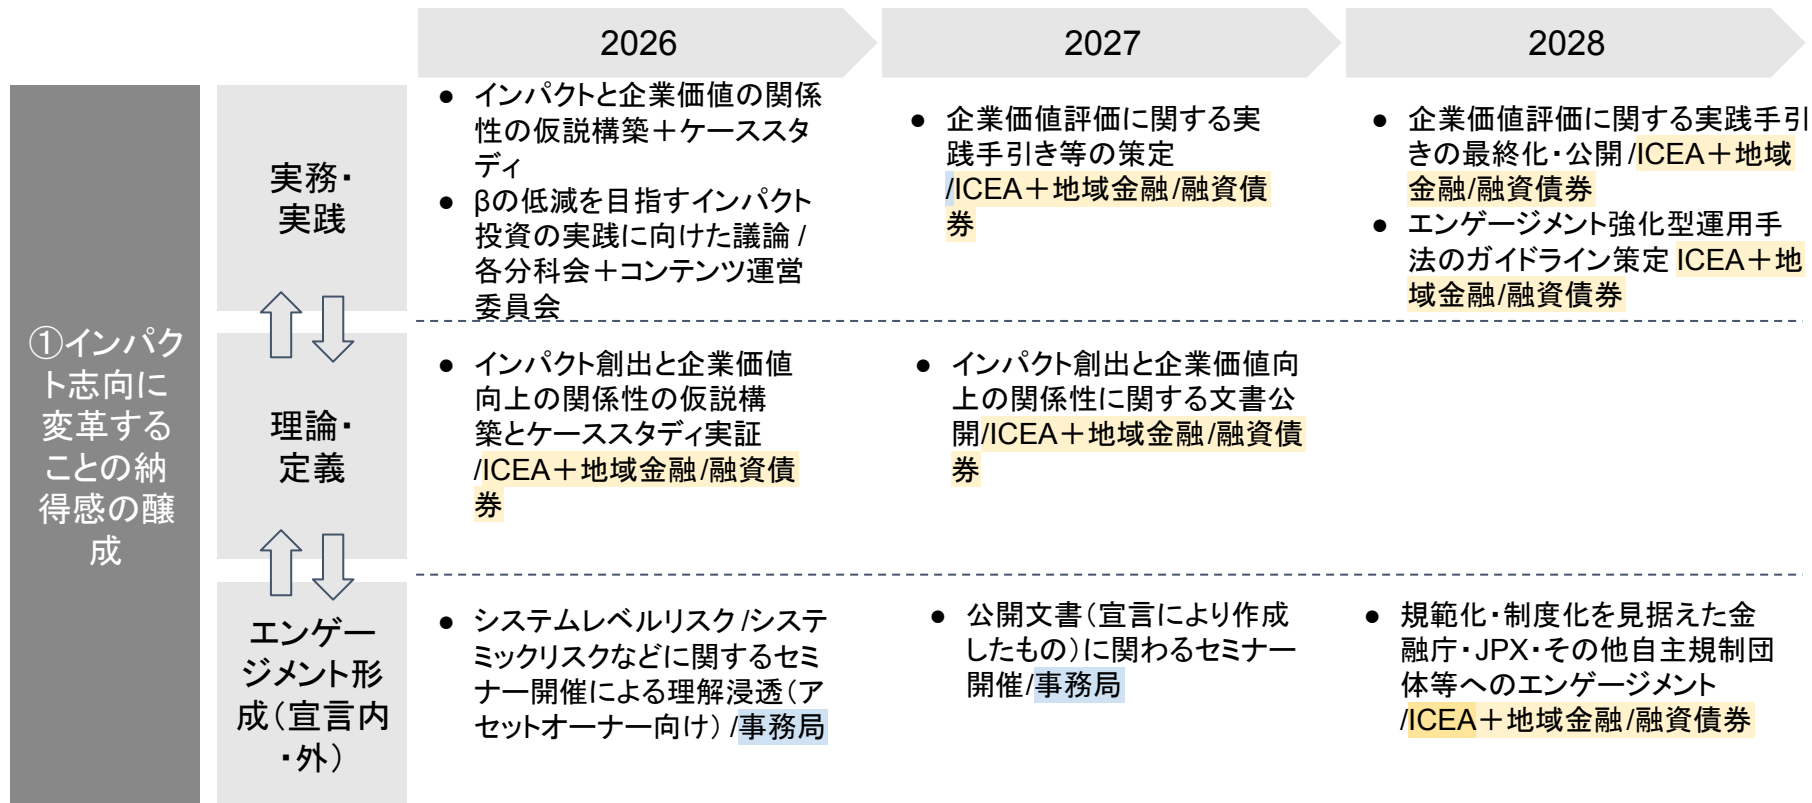 2026
2027
2028
①インパク
ト志向に
変革する
ことの納
得感の醸
成
実務・
実践
● インパクトと企業価値の関係
性の仮説構築＋ケーススタ
ディ
● βの低減を目指すインパクト
投資の実践に向けた議論 /
各分科会＋コンテンツ運営
委員会
● 企業価値評価に関する実
践手引き等の策定
/ICEA＋地域金融/融資債
券
● 企業価値評価に関する実践手引
きの最終化・公開 /ICEA＋地域
金融/融資債券
● エンゲージメント強化型運用手
法のガイドライン策定 ICEA＋地
域金融/融資債券
理論・
定義
● インパクト創出と企業価値
向上の関係性の仮説構
築とケーススタディ実証
/ICEA＋地域金融/融資債
券
● インパクト創出と企業価値向
上の関係性に関する文書公
開/ICEA＋地域金融/融資債
券
エンゲー
ジメント形
成（宣言内
・外）
● システムレベルリスク /システ
ミックリスクなどに関するセミ
ナー開催による理解浸透（ア
セットオーナー向け） /事務局
● 公開文書（宣言により作成
したもの）に関わるセミナー
開催/事務局
● 規範化・制度化を見据えた金
融庁・JPX・その他自主規制団
体等へのエンゲージメント
/ICEA＋地域金融/融資債券